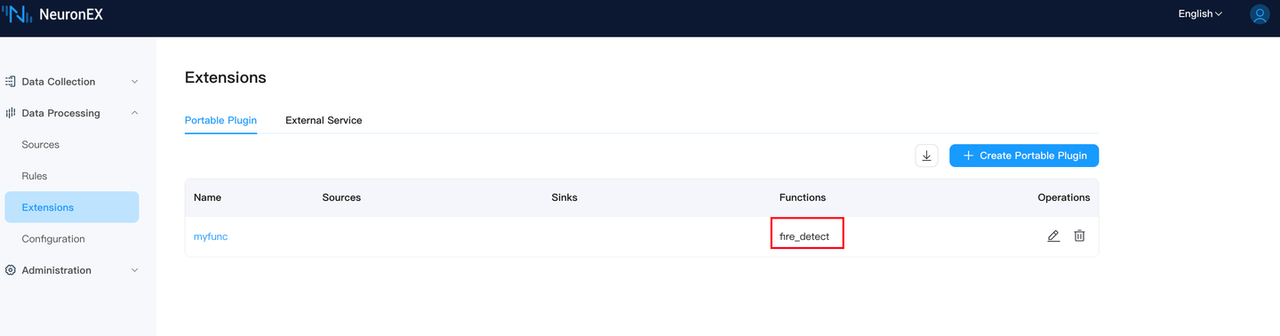 NeuronEX
English
Data Collection
Data Processing
Sources
Rules
Extensions
Configuration
Administration
Extensions
Portable Plugin External Service
Create Portable Plugin
Name Sources Sinks Functions Operations
myfunc fire_detect